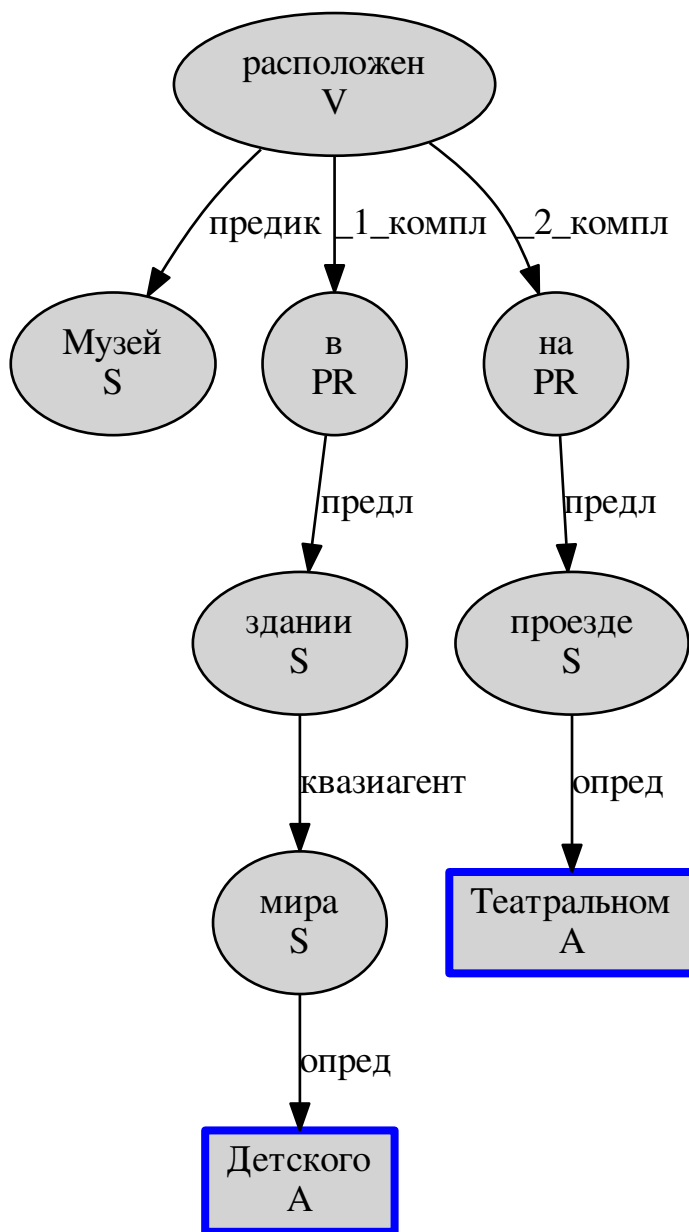 расположен
V
предик
_1_компл
_2_компл
Музей
S
в
PR
на
PR
предл
предл
здании
S
проезде
S
квазиагент
опред
мира
S
Театральном
A
опред
Детского
A